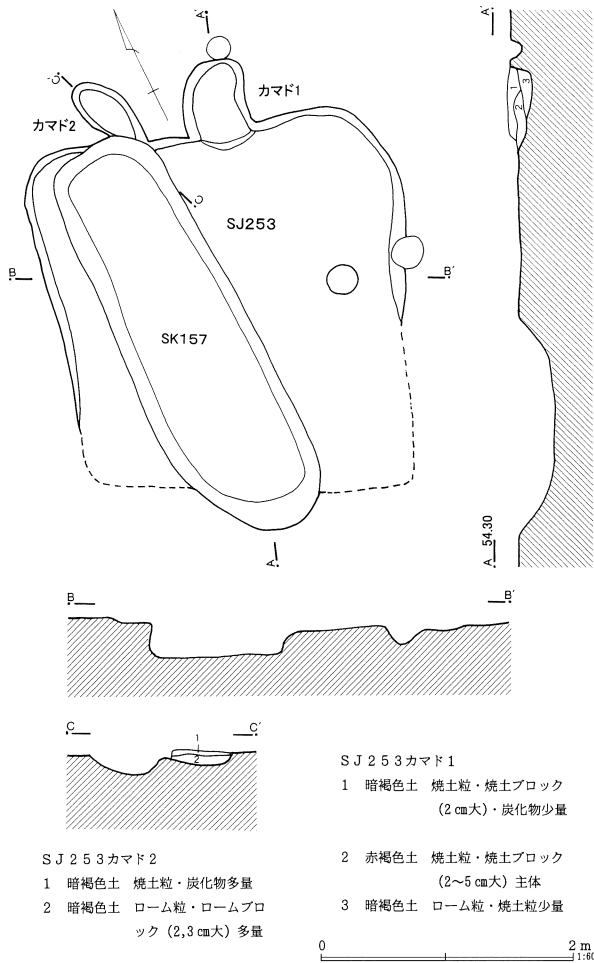 A′
A′
C′
カマド1
カマド2
C
SJ253
B
B′
SK157
1
2
3
A
A 54.30
B
B′
C
C′
1
2
SJ253カマド1
1 暗褐色土 焼土粒・焼土ブロック
(2㎝大)・炭化物少量
2 赤褐色土 焼土粒・焼土ブロック
(2〜5㎝大)主体
3 暗褐色土 ローム粒・焼土粒少量
SJ253カマド2
1 暗褐色土 焼土粒・炭化物多量
2 暗褐色土 ローム粒・ロームブロ
ック(2,3㎝大)多量
0 2m
1:60